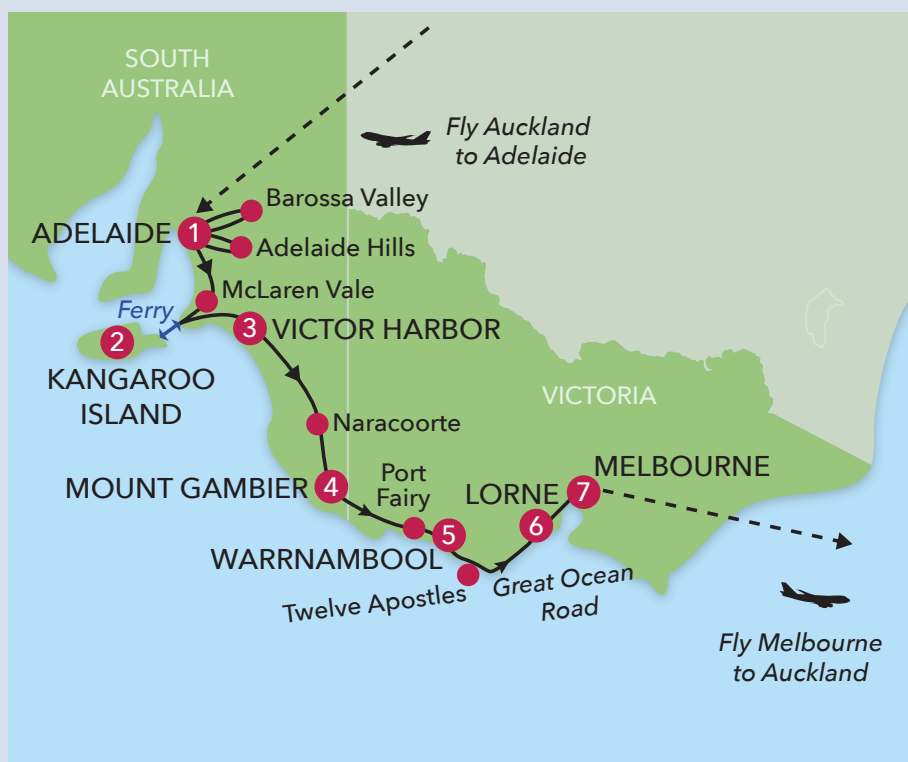 SOUTH
AUSTRALIA
Fly Auckland
to Adelaide
Barossa Valley
ADELAIDE
1
Adelaide Hills
McLaren Vale
Ferry
2
3
VICTOR HARBOR
KANGAROO
ISLAND
VICTORIA
Naracoorte
MOUNT GAMBIER
4
Port
Fairy
MELBOURNE
7
LORNE
6
5
WARRNAMBOOL
Twelve Apostles
Great Ocean
Road
Fly Melbourne
to Auckland